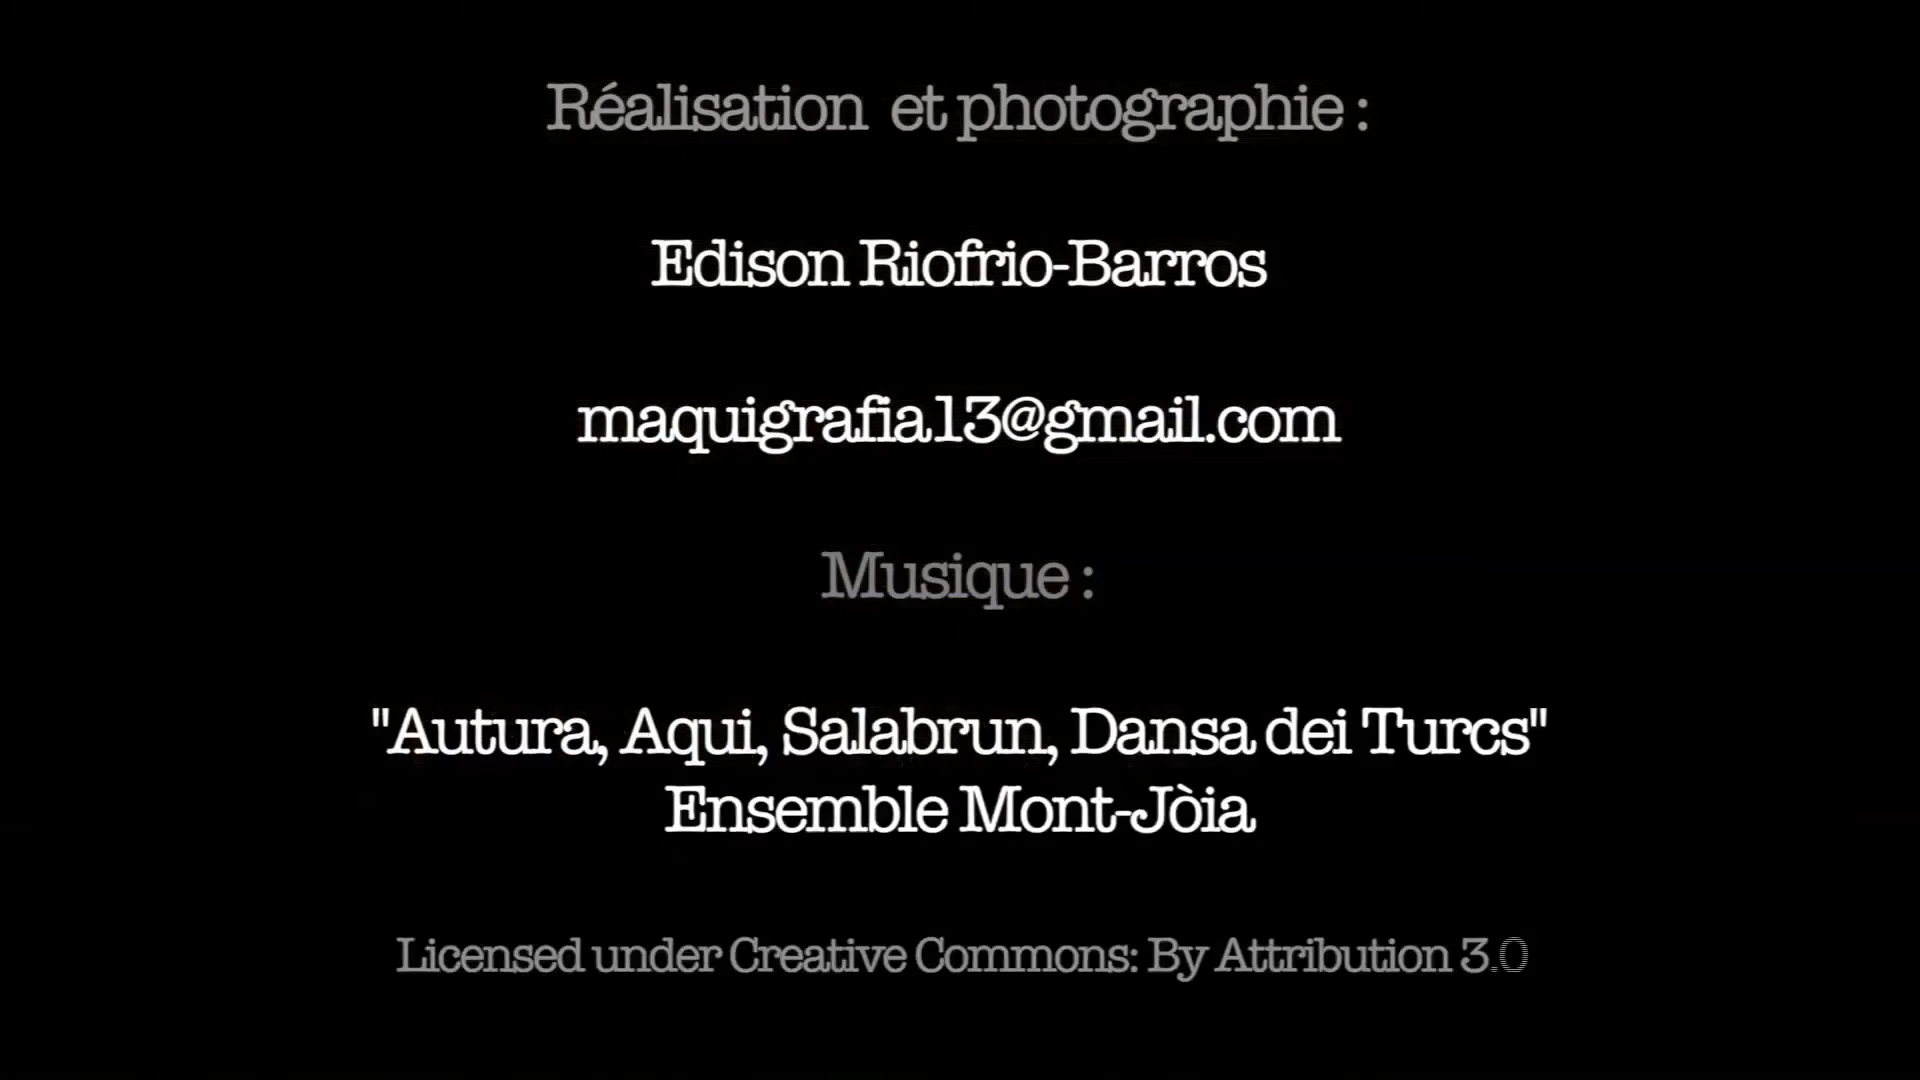 Réalisation et photographie :
Edison Riofrio-Barros
maquigrafia13@gmail.com
Musique :
"Autura, Aqui, Salabrun, Dansa dei Turcs"
Ensemble Mont-Jòia
Licensed under Creative Commons: By Attribution 3.0